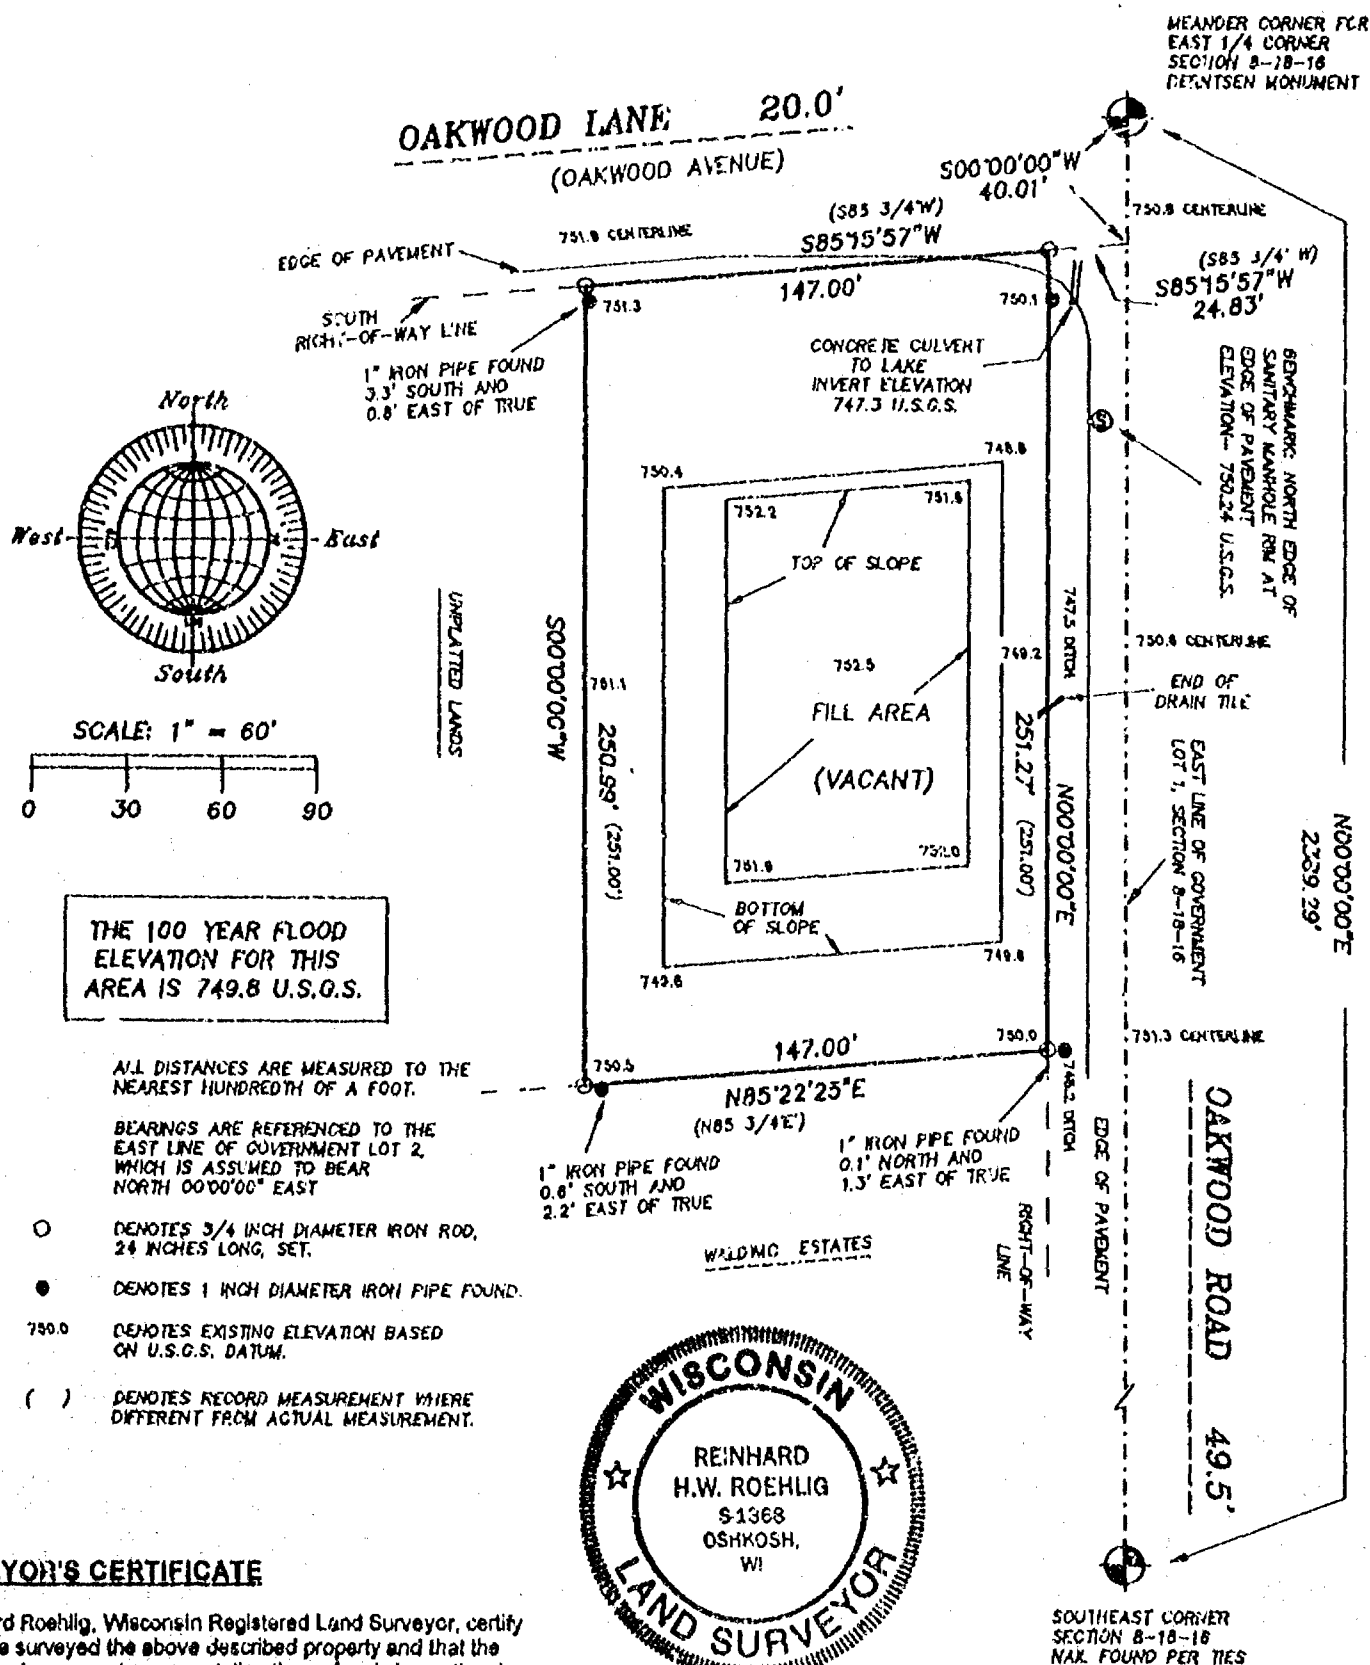 MEANDER CORNER FOR
EAST 1/4 CORNER
SECTION 8-18-16
BERNTSEN MONUMENT
OAKWOOD LANE 20.0'
(OAKWOOD AVENUE)
S00°00'00"W
40.01'
750.8 CENTERLINE
(S85 3/4°W)
S85°15'57"W
147.00'
751.8 CENTERLINE
EDGE OF PAVEMENT
(S85 3/4° W)
S85°15'57"W
24.83'
SOUTH
RIGHT-OF-WAY LINE
751.3
750.1
1" IRON PIPE FOUND
3.3' SOUTH AND
0.8' EAST OF TRUE
CONCRETE CULVERT
TO LAKE
INVERT ELEVATION
747.3 U.S.G.S.
BENCHMARK: NORTH EDGE OF
SANITARY MANHOLE RIM AT
EDGE OF PAVEMENT
ELEVATION-- 750.24 U.S.G.S.
S
North
West
East
South
SCALE: 1" = 60'
0 30 60 90
UNPLATTED LANDS
S00°00'00"W
250.99' (251.00')
751.1
750.4
748.8
752.2
751.6
TOP OF SLOPE
752.5
FILL AREA
(VACANT)
749.2
251.27' (251.00')
N00°00'00"E
747.5 DITCH
750.8 CENTERLINE
END OF
DRAIN TILE
EAST LINE OF GOVERNMENT
LOT 1, SECTION 8-18-16
N00°00'00"E
2339.29'
751.8
752.0
BOTTOM
OF SLOPE
749.6
749.8
THE 100 YEAR FLOOD
ELEVATION FOR THIS
AREA IS 749.8 U.S.G.S.
750.5
147.00'
N85°22'25"E
(N85 3/4°E)
750.0
748.2 DITCH
751.3 CENTERLINE
1" IRON PIPE FOUND
0.6' SOUTH AND
2.2' EAST OF TRUE
1" IRON PIPE FOUND
0.1' NORTH AND
1.3' EAST OF TRUE
EDGE OF PAVEMENT
RIGHT-OF-WAY
LINE
OAKWOOD ROAD 49.5'
ESTATES
ALL DISTANCES ARE MEASURED TO THE
NEAREST HUNDREDTH OF A FOOT.
BEARINGS ARE REFERENCED TO THE
EAST LINE OF GOVERNMENT LOT 2,
WHICH IS ASSUMED TO BEAR
NORTH 00°00'00" EAST
DENOTES 3/4 INCH DIAMETER IRON ROD,
24 INCHES LONG, SET.
DENOTES 1 INCH DIAMETER IRON PIPE FOUND.
750.0 DENOTES EXISTING ELEVATION BASED
ON U.S.G.S. DATUM.
( ) DENOTES RECORD MEASUREMENT WHERE
DIFFERENT FROM ACTUAL MEASUREMENT.
WISCONSIN
REINHARD
H.W. ROEHLIG
S-1368
OSHKOSH,
WI
LAND SURVEYOR
YOR'S CERTIFICATE
rd Roehlig, Wisconsin Registered Land Surveyor, certify
e surveyed the above described property and that the
SOUTHEAST CORNER
SECTION 8-18-16
NAIL FOUND PER TIES